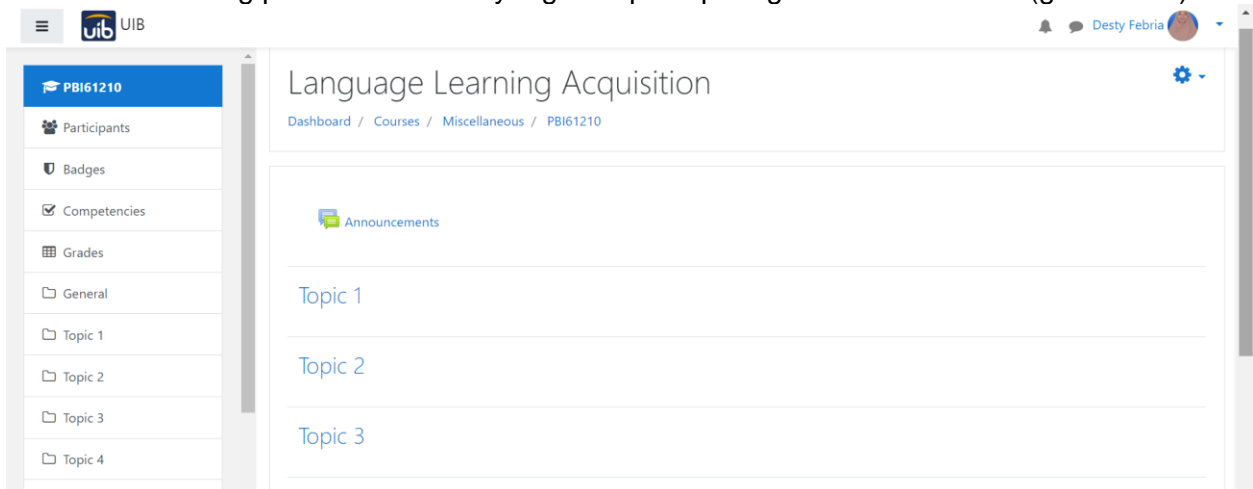 uib UIB
Desty Febria
PBI61210
Participants
Badges
Competencies
Grades
General
Topic 1
Topic 2
Topic 3
Topic 4
Language Learning Acquisition
Dashboard / Courses / Miscellaneous / PBI61210
Announcements
Topic 1
Topic 2
Topic 3